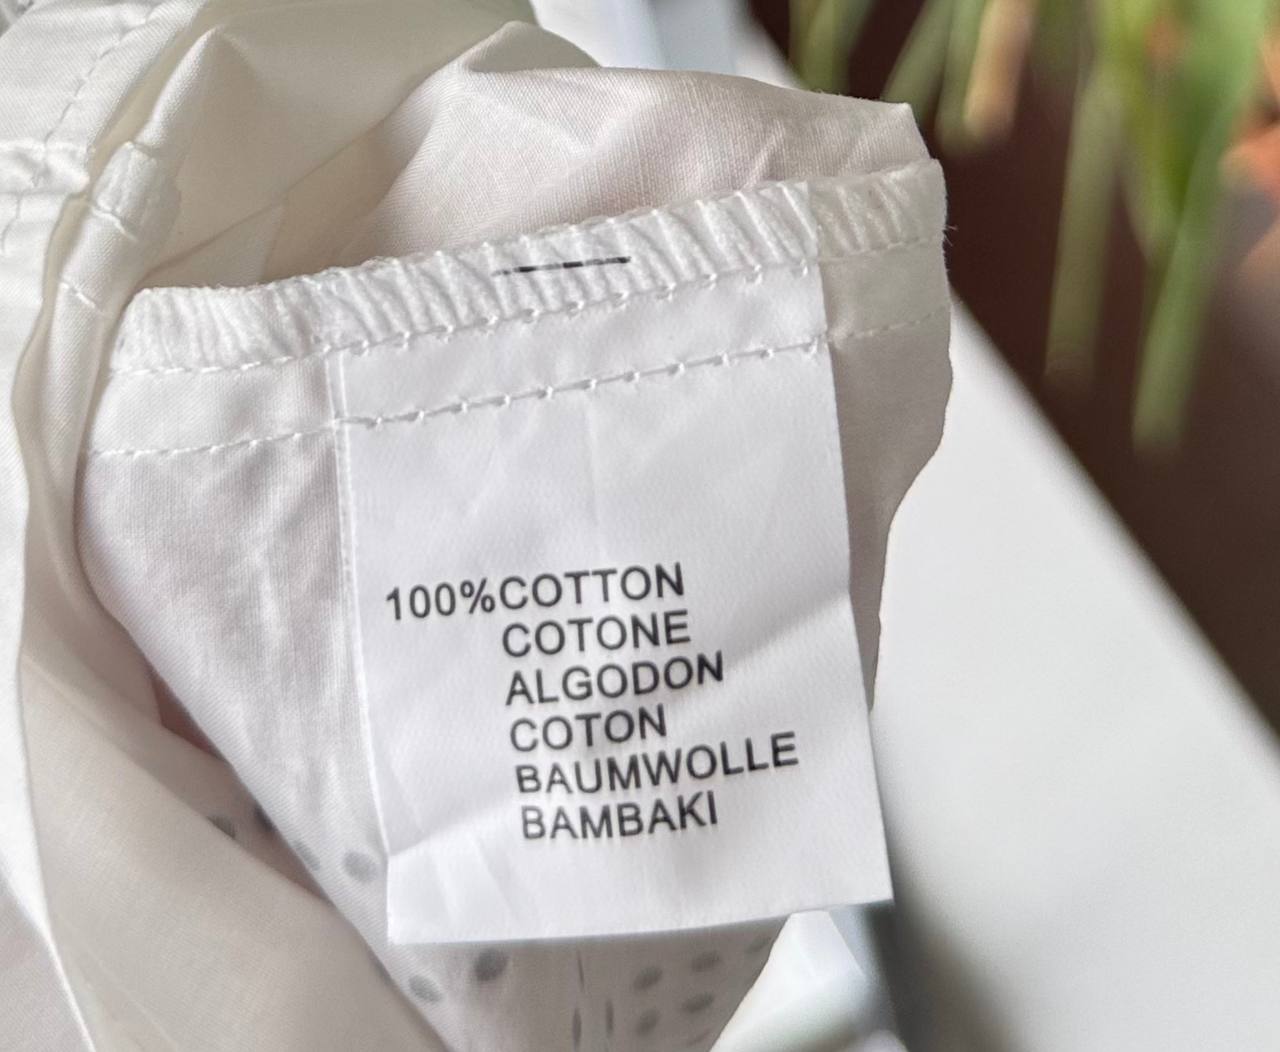 100%COTTON
COTONE
ALGODON
COTON
BAUMWOLLE
BAMBAKI